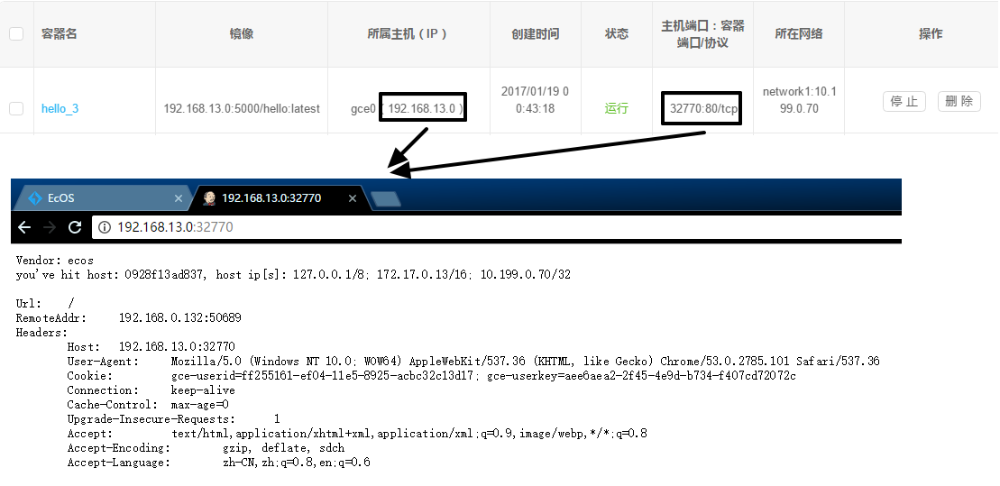 容器名 镜像 所属主机（IP） 创建时间 状态 主机端口：容器 所在网络 操作
端口/协议
hello_3 192.168.13.0:5000/hello:latest gce0（192.168.13.0） 2017/01/19 0 运行 32770:80/tcp network1:10.1 停 止 删 除
0:43:18 99.0.70
EcOS 192.168.13.0:32770
192.168.13.0:32770
Vendor: ecos
you've hit host: 0928f13ad837, host ip[s]: 127.0.0.1/8; 172.17.0.13/16; 10.199.0.70/32
Url: /
RemoteAddr: 192.168.0.132:50689
Headers:
Host: 192.168.13.0:32770
User-Agent: Mozilla/5.0 (Windows NT 10.0; WOW64) AppleWebKit/537.36 (KHTML, like Gecko) Chrome/53.0.2785.101 Safari/537.36
Cookie: gce-userid=ff255161-ef04-11e5-8925-acbc32c13d17; gce-userkey=aee6aea2-2f45-4e9d-b734-f407cd72072c
Connection: keep-alive
Cache-Control: max-age=0
Upgrade-Insecure-Requests: 1
Accept: text/html,application/xhtml+xml,application/xml;q=0.9,image/webp,*/*;q=0.8
Accept-Encoding: gzip, deflate, sdch
Accept-Language: zh-CN,zh;q=0.8,en;q=0.6